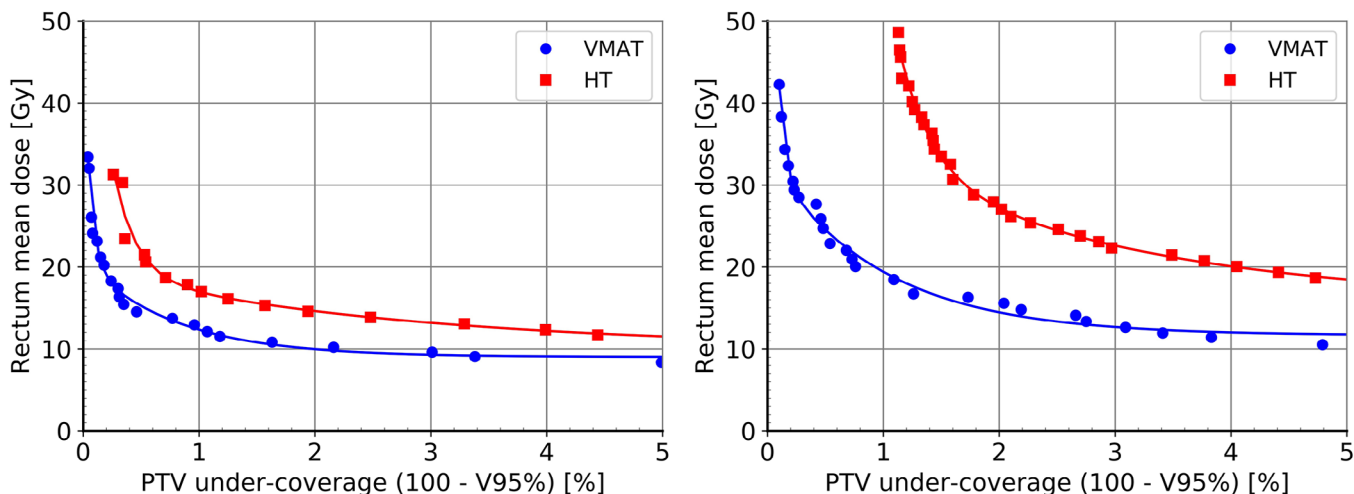 Rectum mean dose [Gy]
50
40
30
20
10
0
VMAT
HT
0 1 2 3 4 5
PTV under-coverage (100 - V95%) [%]
Rectum mean dose [Gy]
50
40
30
20
10
0
VMAT
HT
0 1 2 3 4 5
PTV under-coverage (100 - V95%) [%]